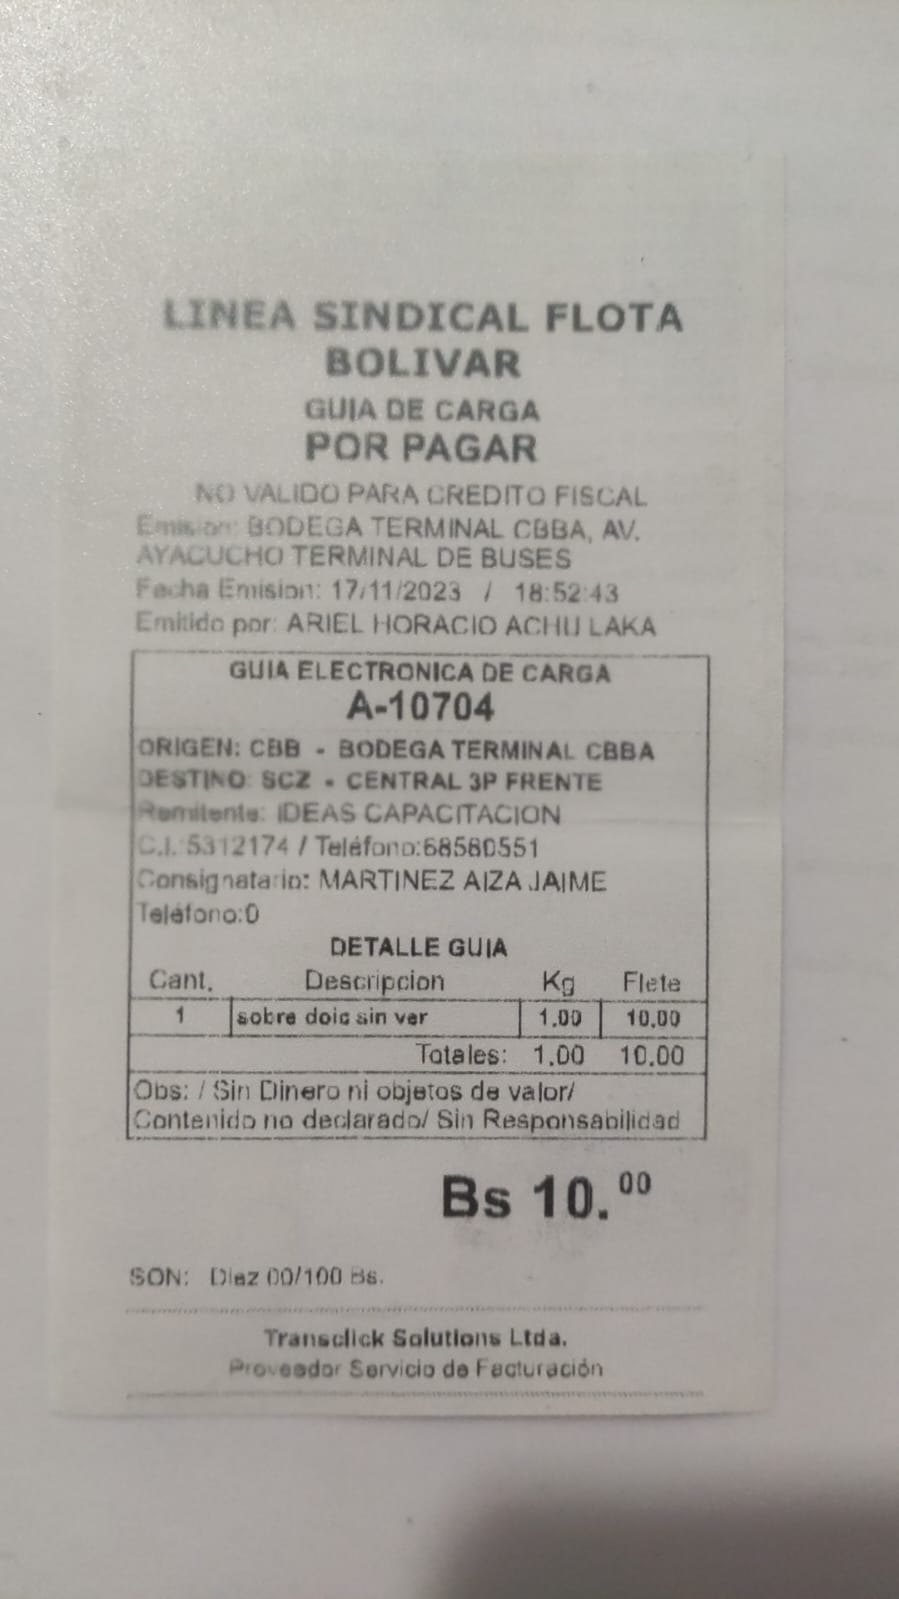 LINEA SINDICAL FLOTA
BOLIVAR
GUIA DE CARGA
POR PAGAR
NO VALIDO PARA CREDITO FISCAL
Emision: BODEGA TERMINAL CBBA, AV.
AYACUCHO TERMINAL DE BUSES
Fecha Emision: 17/11/2023 / 18:52:43
Emitido por: ARIEL HORACIO ACHU LAKA
GUIA ELECTRONICA DE CARGA
A-10704
ORIGEN: CBB - BODEGA TERMINAL CBBA
DESTINO: SCZ - CENTRAL 3P FRENTE
Remitente: IDEAS CAPACITACION
C.I.:5312174 / Teléfono:68580551
Consignatario: MARTINEZ AIZA JAIME
Teléfono:0
DETALLE GUIA
Cant. Descripcion Kg Flete
1 sobre doic sin ver 1.00 10.00
Totales: 1.00 10.00
Obs: / Sin Dinero ni objetos de valor/
Contenido no declarado/ Sin Responsabilidad
Bs 10.00
SON: Diez 00/100 Bs.
Transclick Solutions Ltda.
Proveedor Servicio de Facturación